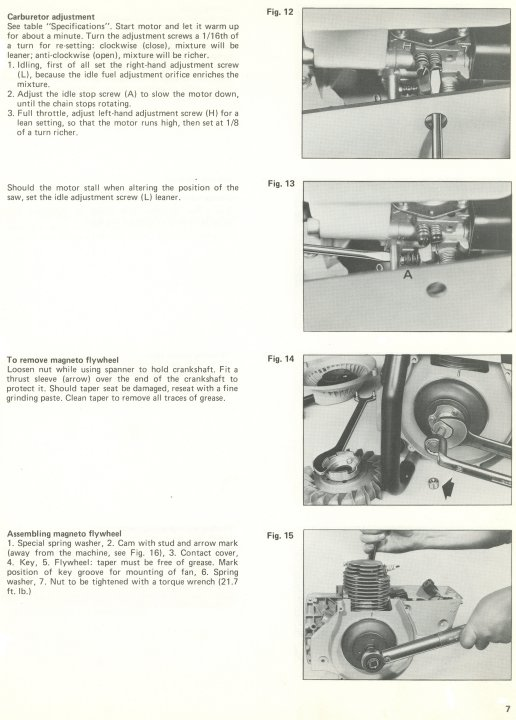 Carburetor adjustment
See table "Specifications". Start motor and let it warm up
for about a minute. Turn the adjustment screws a 1/16th of
a turn for re-setting: clockwise (close), mixture will be
leaner; anti-clockwise (open), mixture will be richer.
1. Idling, first of all set the right-hand adjustment screw
(L), because the idle fuel adjustment orifice enriches the
mixture.
2. Adjust the idle stop screw (A) to slow the motor down,
until the chain stops rotating.
3. Full throttle, adjust left-hand adjustment screw (H) for a
lean setting, so that the motor runs high, then set at 1/8
of a turn richer.
Fig. 12
Should the motor stall when altering the position of the
saw, set the idle adjustment screw (L) leaner.
Fig. 13
A
To remove magneto flywheel
Loosen nut while using spanner to hold crankshaft. Fit a
thrust sleeve (arrow) over the end of the crankshaft to
protect it. Should taper seat be damaged, reseat with a fine
grinding paste. Clean taper to remove all traces of grease.
Fig. 14
Assembling magneto flywheel
1. Special spring washer, 2. Cam with stud and arrow mark
(away from the machine, see Fig. 16), 3. Contact cover,
4. Key, 5. Flywheel: taper must be free of grease. Mark
position of key groove for mounting of fan, 6. Spring
washer, 7. Nut to be tightened with a torque wrench (21.7
ft. lb.)
Fig. 15
7